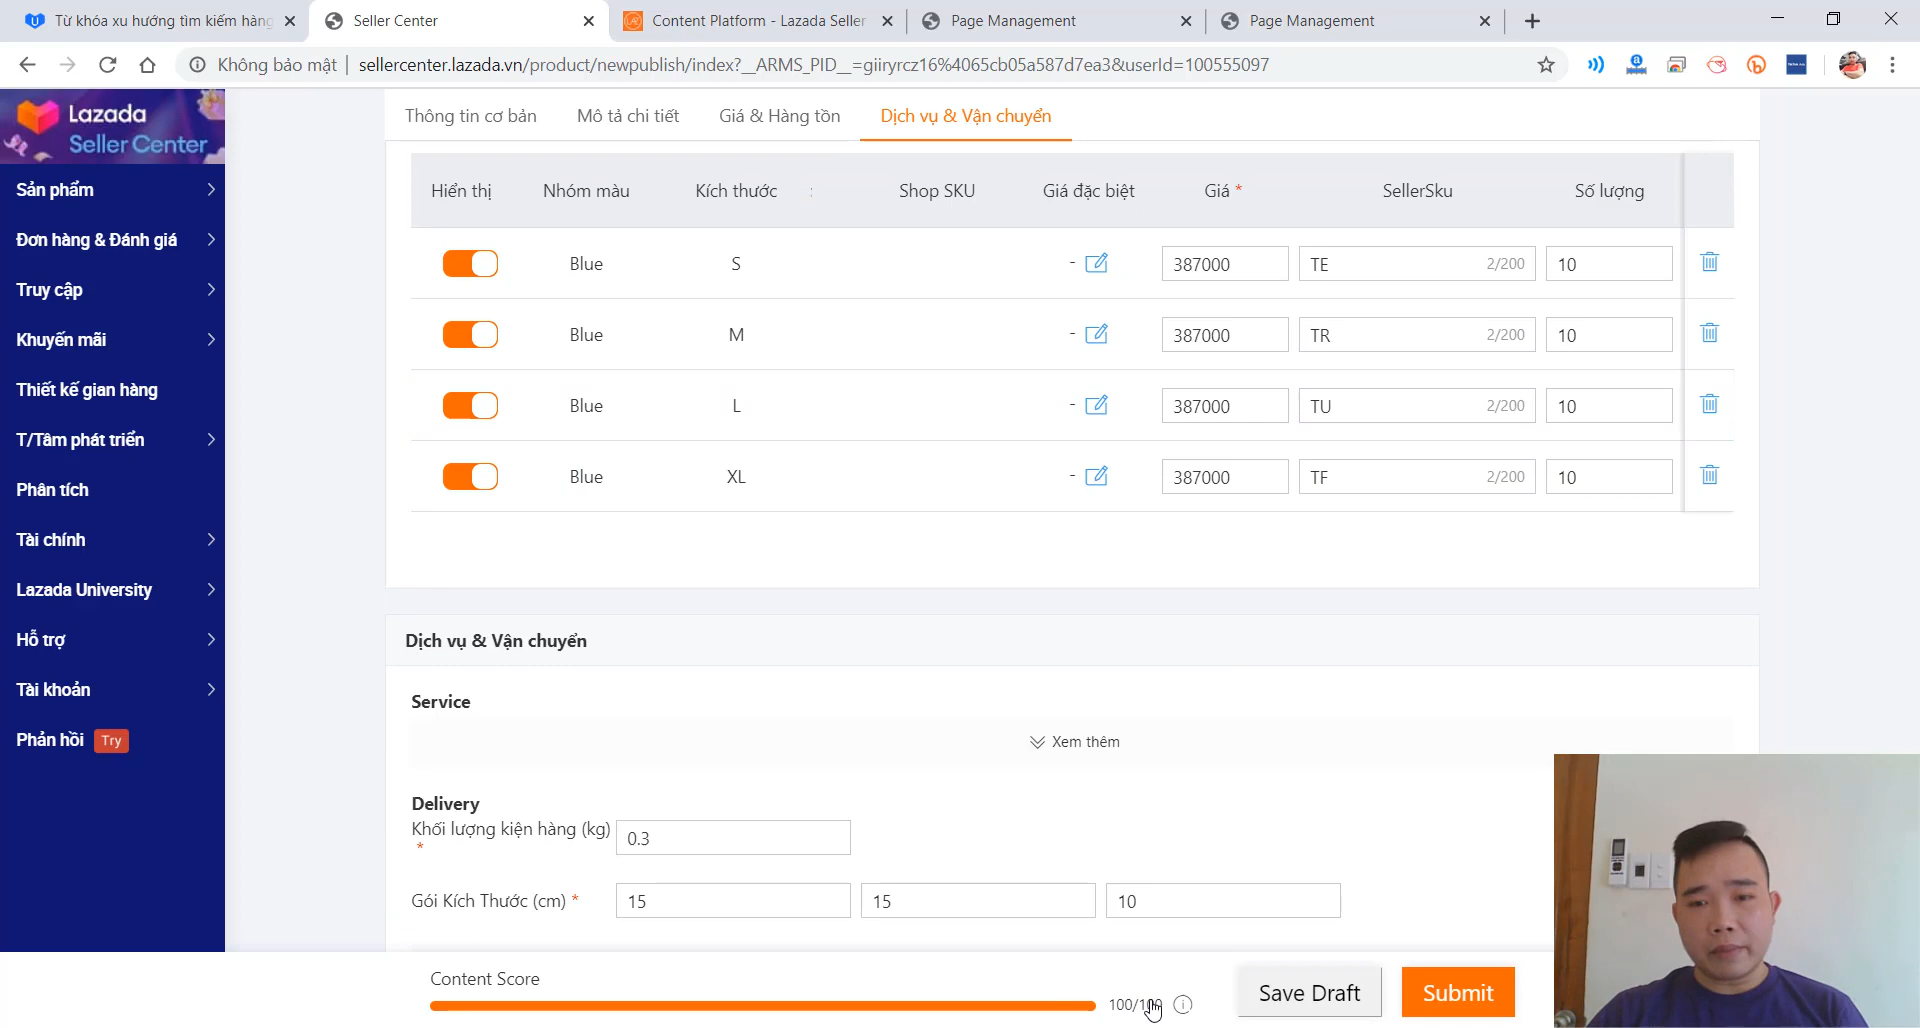 Từ khóa xu hướng tìm kiếm hàng
Seller Center
Content Platform - Lazada Seller
Page Management
Page Management
Không bảo mật
sellercenter.lazada.vn/product/newpublish/index?__ARMS_PID__=giiryrcz16%4065cb05a587d7ea3&userId=100555097
Lazada
Seller Center
Sản phẩm
Đơn hàng & Đánh giá
Truy cập
Khuyến mãi
Thiết kế gian hàng
T/Tâm phát triển
Phân tích
Tài chính
Lazada University
Hỗ trợ
Tài khoản
Phản hồi Try
Thông tin cơ bản Mô tả chi tiết Giá & Hàng tồn Dịch vụ & Vận chuyển
Hiển thị Nhóm màu Kích thước Shop SKU Giá đặc biệt Giá * SellerSku Số lượng
Blue S - 387000 TE 2/200 10
Blue M - 387000 TR 2/200 10
Blue L - 387000 TU 2/200 10
Blue XL - 387000 TF 2/200 10
Dịch vụ & Vận chuyển
Service
Xem thêm
Delivery
Khối lượng kiện hàng (kg) 0.3
*
Gói Kích Thước (cm) * 15 15 10
Content Score
100/100
Save Draft
Submit